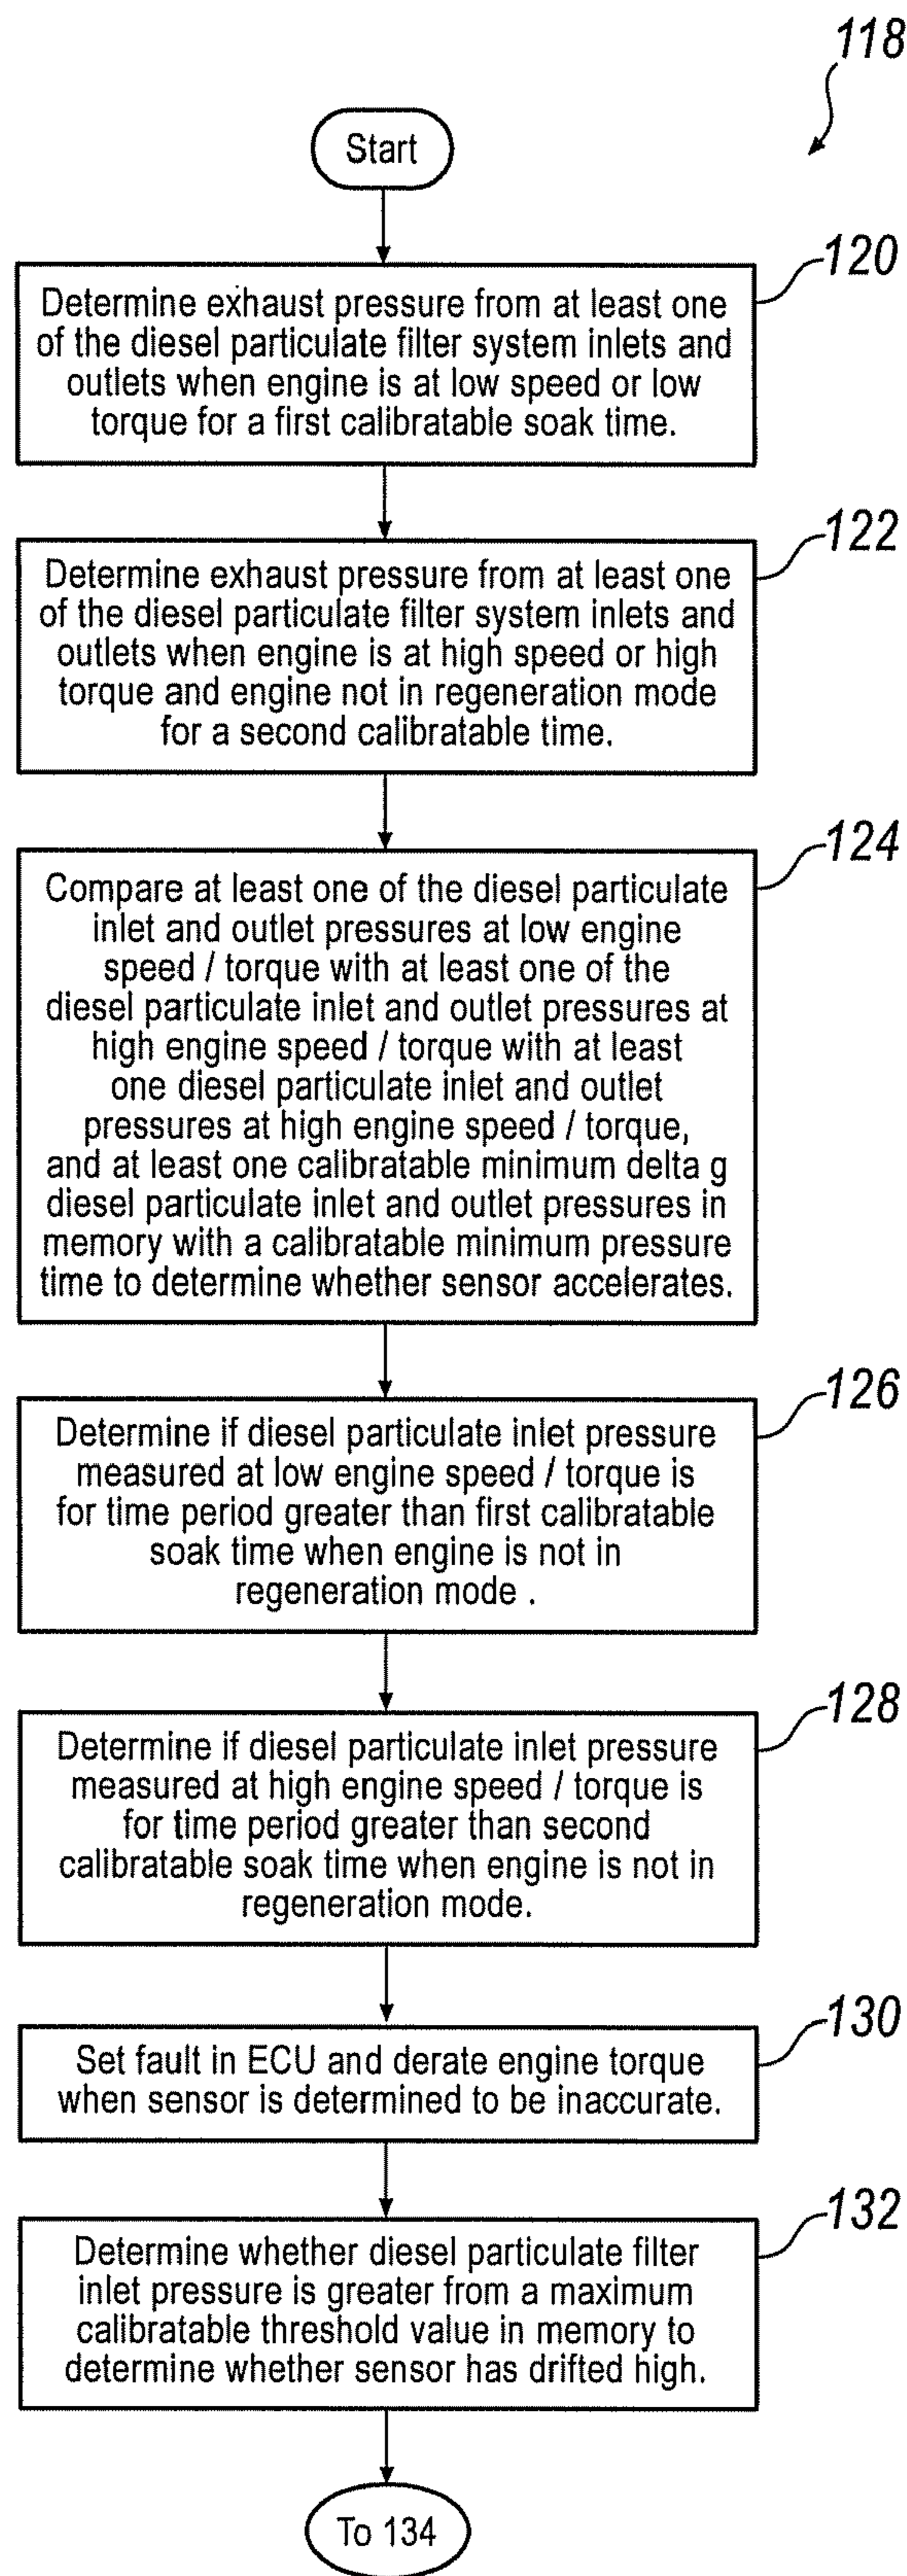 118
Start
120
Determine exhaust pressure from at least one
of the diesel particulate filter system inlets and
outlets when engine is at low speed or low
torque for a first calibratable soak time.
122
Determine exhaust pressure from at least one
of the diesel particulate filter system inlets and
outlets when engine is at high speed or high
torque and engine not in regeneration mode
for a second calibratable time.
124
Compare at least one of the diesel particulate
inlet and outlet pressures at low engine
speed / torque with at least one of the
diesel particulate inlet and outlet pressures at
high engine speed / torque with at least
one diesel particulate inlet and outlet
pressures at high engine speed / torque,
and at least one calibratable minimum delta g
diesel particulate inlet and outlet pressures in
memory with a calibratable minimum pressure
time to determine whether sensor accelerates.
126
Determine if diesel particulate inlet pressure
measured at low engine speed / torque is
for time period greater than first calibratable
soak time when engine is not in
regeneration mode .
128
Determine if diesel particulate inlet pressure
measured at high engine speed / torque is
for time period greater than second
calibratable soak time when engine is not in
regeneration mode.
130
Set fault in ECU and derate engine torque
when sensor is determined to be inaccurate.
132
Determine whether diesel particulate filter
inlet pressure is greater from a maximum
calibratable threshold value in memory to
determine whether sensor has drifted high.
To 134